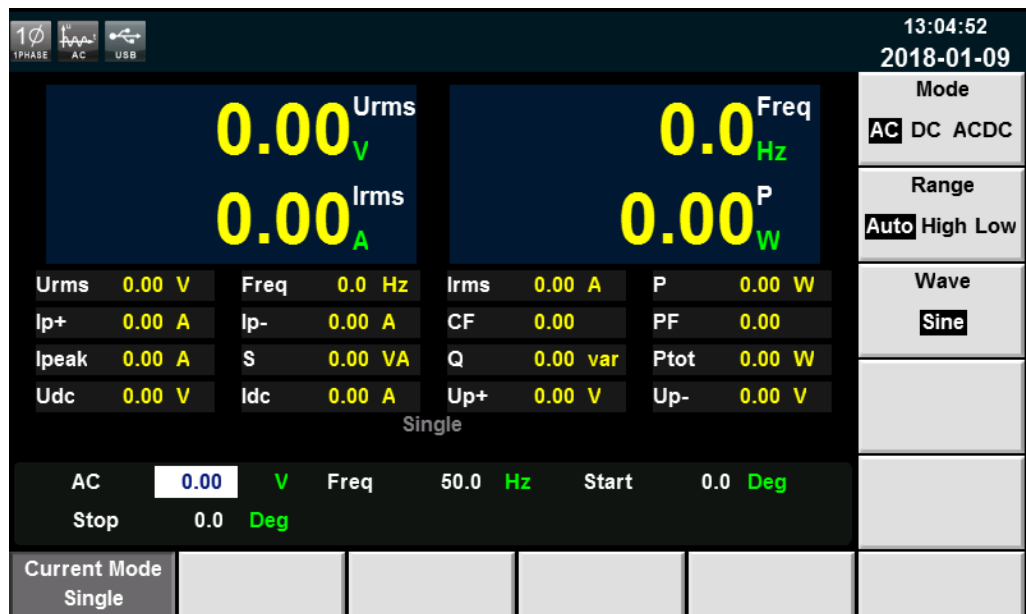 1Ø
1PHASE
AC
USB
13:04:52
2018-01-09
0.00 Urms V
0.0 Freq Hz
0.00 Irms A
0.00 P W
Mode
AC DC ACDC
Range
Auto High Low
Wave
Sine
Urms 0.00 V Freq 0.0 Hz Irms 0.00 A P 0.00 W
Ip+ 0.00 A Ip- 0.00 A CF 0.00 PF 0.00
Ipeak 0.00 A S 0.00 VA Q 0.00 var Ptot 0.00 W
Udc 0.00 V Idc 0.00 A Up+ 0.00 V Up- 0.00 V
Single
AC 0.00 V Freq 50.0 Hz Start 0.0 Deg
Stop 0.0 Deg
Current Mode
Single